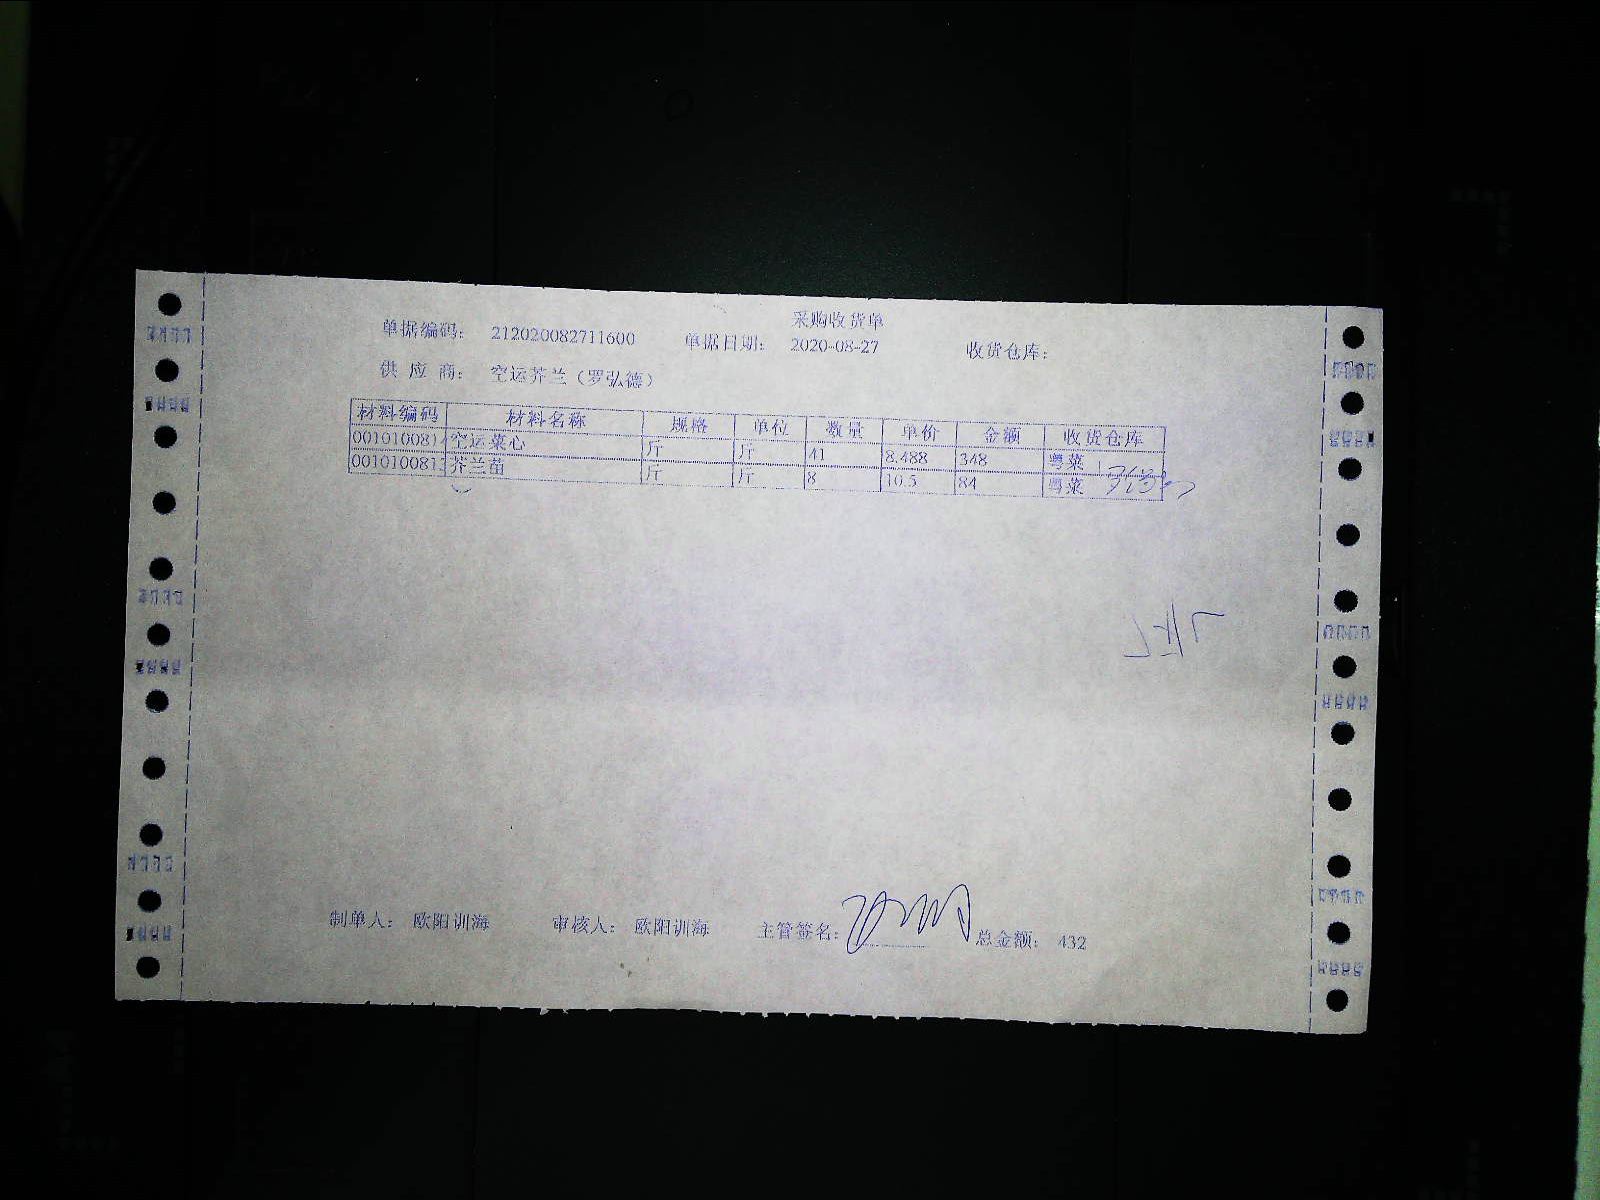 采购收货单
单据编码： 212020082711600 单据日期： 2020-08-27 收货仓库：
供 应 商： 空运芥兰（罗弘德）
材料编码 材料名称 规格 单位 数量 单价 金额 收货仓库
001010081 空运菜心 斤 斤 41 8.488 348 粤菜
001010081 芥兰苗 斤 斤 8 10.5 84 粤菜
制单人： 欧阳训海 审核人： 欧阳训海 主管签名： 总金额： 432